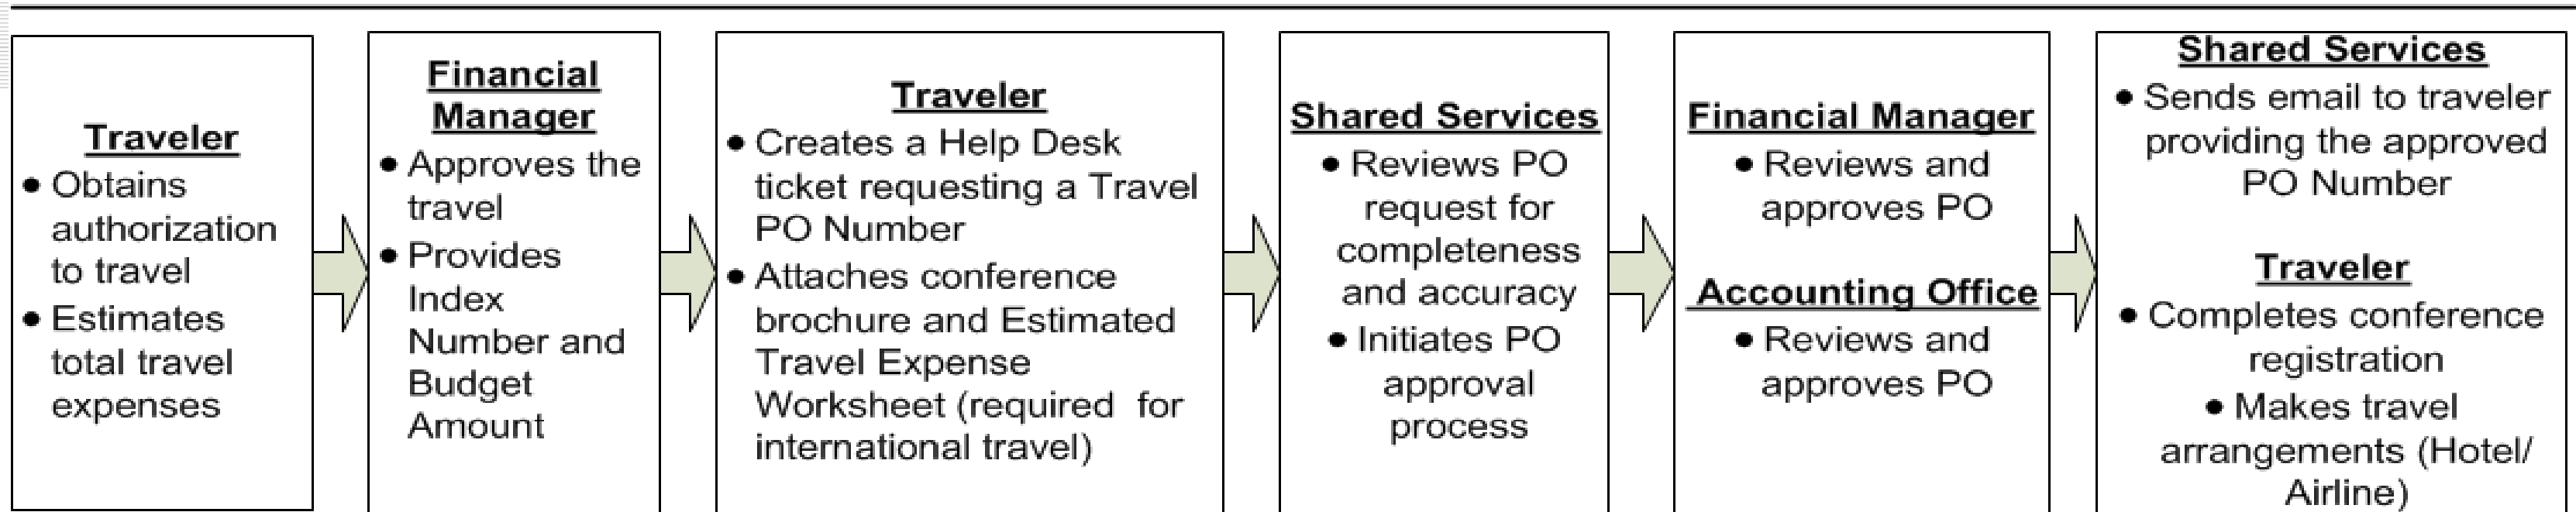 Traveler
• Obtains
authorization
to travel
• Estimates
total travel
expenses
Financial
Manager
• Approves the
travel
• Provides
Index
Number and
Budget
Amount
Traveler
• Creates a Help Desk
ticket requesting a Travel
PO Number
• Attaches conference
brochure and Estimated
Travel Expense
Worksheet (required for
international travel)
Shared Services
• Reviews PO
request for
completeness
and accuracy
• Initiates PO
approval
process
Financial Manager
• Reviews and
approves PO
Accounting Office
• Reviews and
approves PO
Shared Services
• Sends email to traveler
providing the approved
PO Number
Traveler
• Completes conference
registration
• Makes travel
arrangements (Hotel/
Airline)